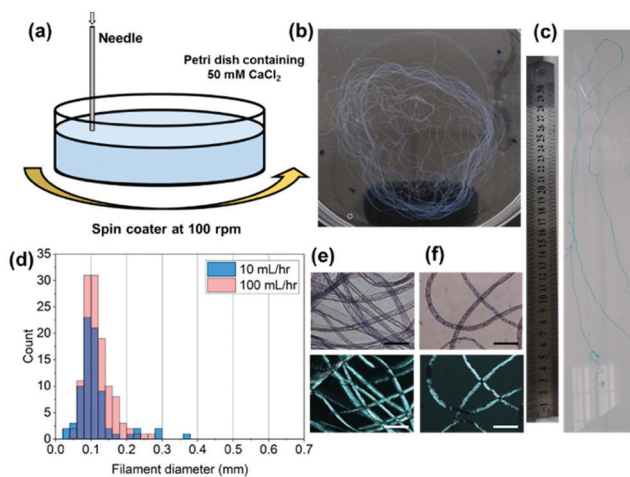 (a)
Needle
Petri dish containing
50 mM CaCl₂
Spin coater at 100 rpm
(b)
(c)
(d)
35
30
25
20
15
10
5
0
Count
10 mL/hr
100 mL/hr
0.0 0.1 0.2 0.3 0.4 0.5 0.6 0.7
Filament diameter (mm)
(e)
(f)